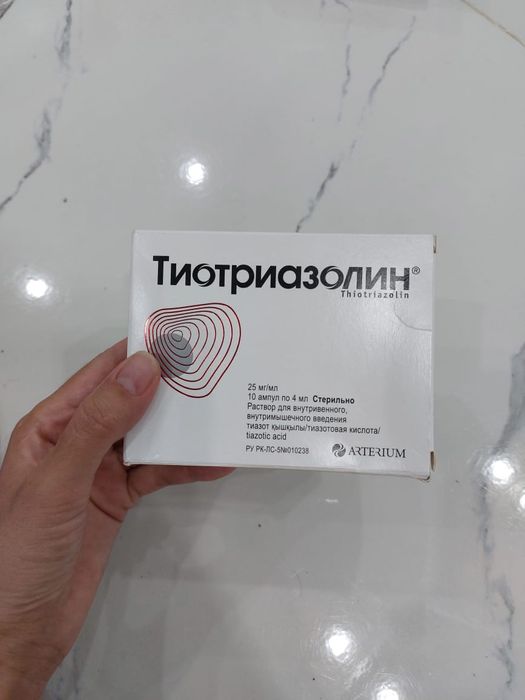 Тиотриазолин®
Thiotriazolin
25 мг/мл
10 ампул по 4 мл Стерильно
Раствор для внутривенного,
внутримышечного введения
тиазот қышқылы/тиазотовая кислота/
tiazotic acid
РУ РК-ЛС-5№010238
ARTERIUM